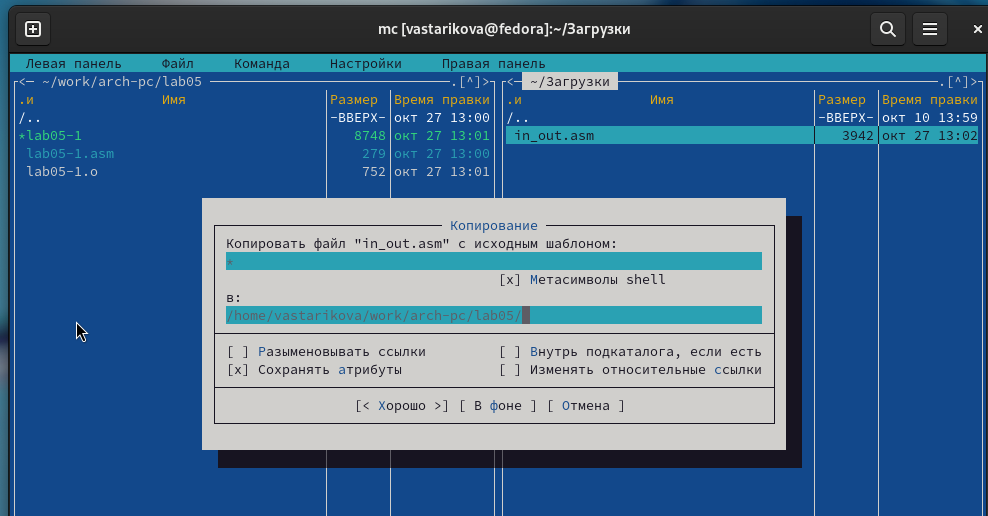 mc [vastarikova@fedora]:~/Загрузки
Левая панель Файл Команда Настройки Правая панель
<— ~/work/arch-pc/lab05 .[^]> <— ~/Загрузки .[^]>
.и Имя Размер Время правки .и Имя Размер Время правки
/.. -ВВЕРХ- окт 27 13:00 /.. -ВВЕРХ- окт 10 13:59
*lab05-1 8748 окт 27 13:01 in_out.asm 3942 окт 27 13:02
lab05-1.asm 279 окт 27 13:00
lab05-1.o 752 окт 27 13:01
Копирование
Копировать файл "in_out.asm" с исходным шаблоном:
*
[x] Метасимволы shell
в:
/home/vastarikova/work/arch-pc/lab05/
[ ] Разыменовывать ссылки [ ] Внутрь подкаталога, если есть
[x] Сохранять атрибуты [ ] Изменять относительные ссылки
[< Хорошо >] [ В фоне ] [ Отмена ]